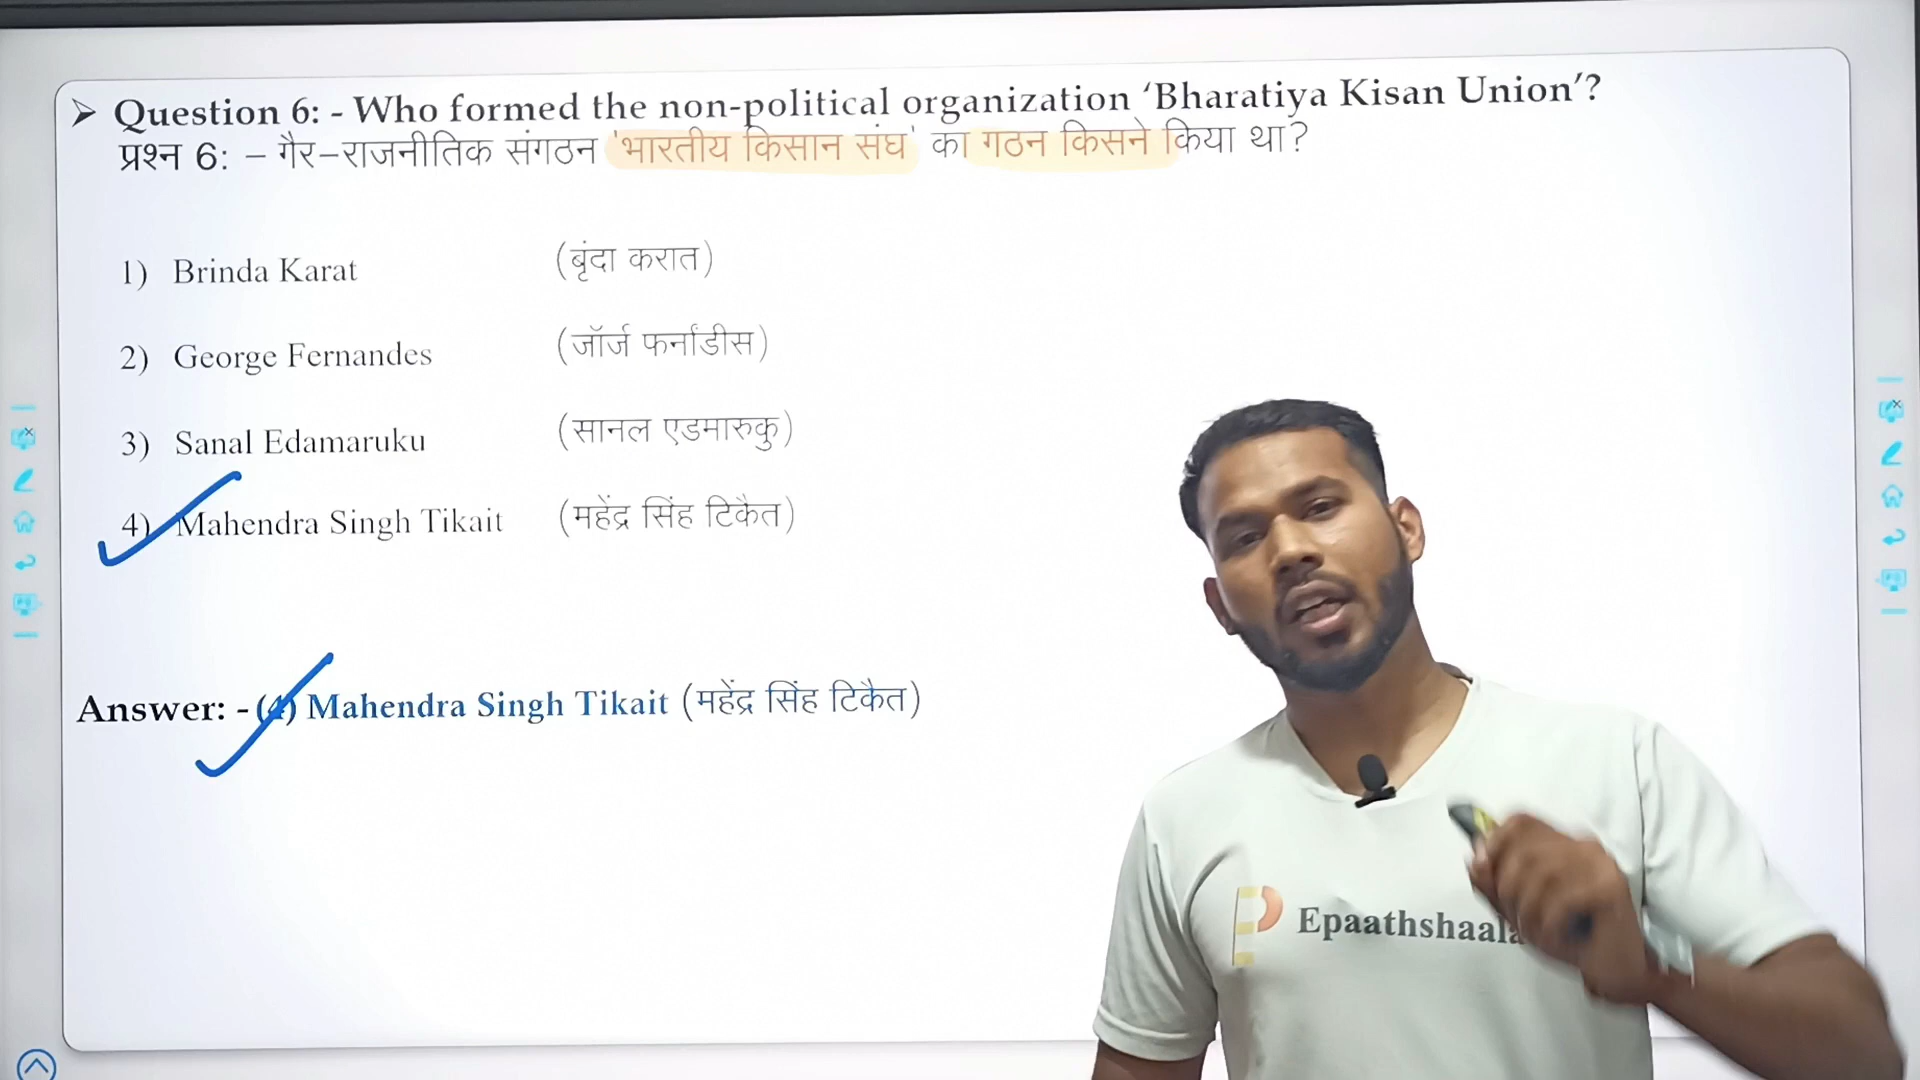 ➢ Question 6: - Who formed the non-political organization ‘Bharatiya Kisan Union’?
प्रश्न 6: – गैर–राजनीतिक संगठन 'भारतीय किसान संघ' का गठन किसने किया था?
1) Brinda Karat (बृंदा करात)
2) George Fernandes (जॉर्ज फर्नांडीस)
3) Sanal Edamaruku (सानल एडमारुकु)
4) Mahendra Singh Tikait (महेंद्र सिंह टिकैत)
Answer: - (4) Mahendra Singh Tikait (महेंद्र सिंह टिकैत)
Epaathshaala